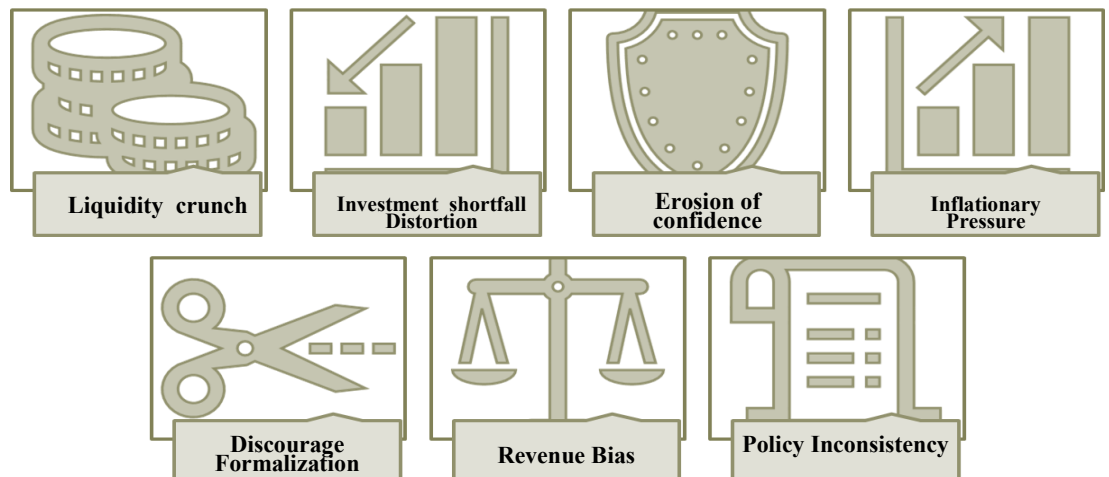 Liquidity crunch
Investment shortfall
Distortion
Erosion of
confidence
Inflationary
Pressure
Discourage
Formalization
Revenue Bias
Policy Inconsistency